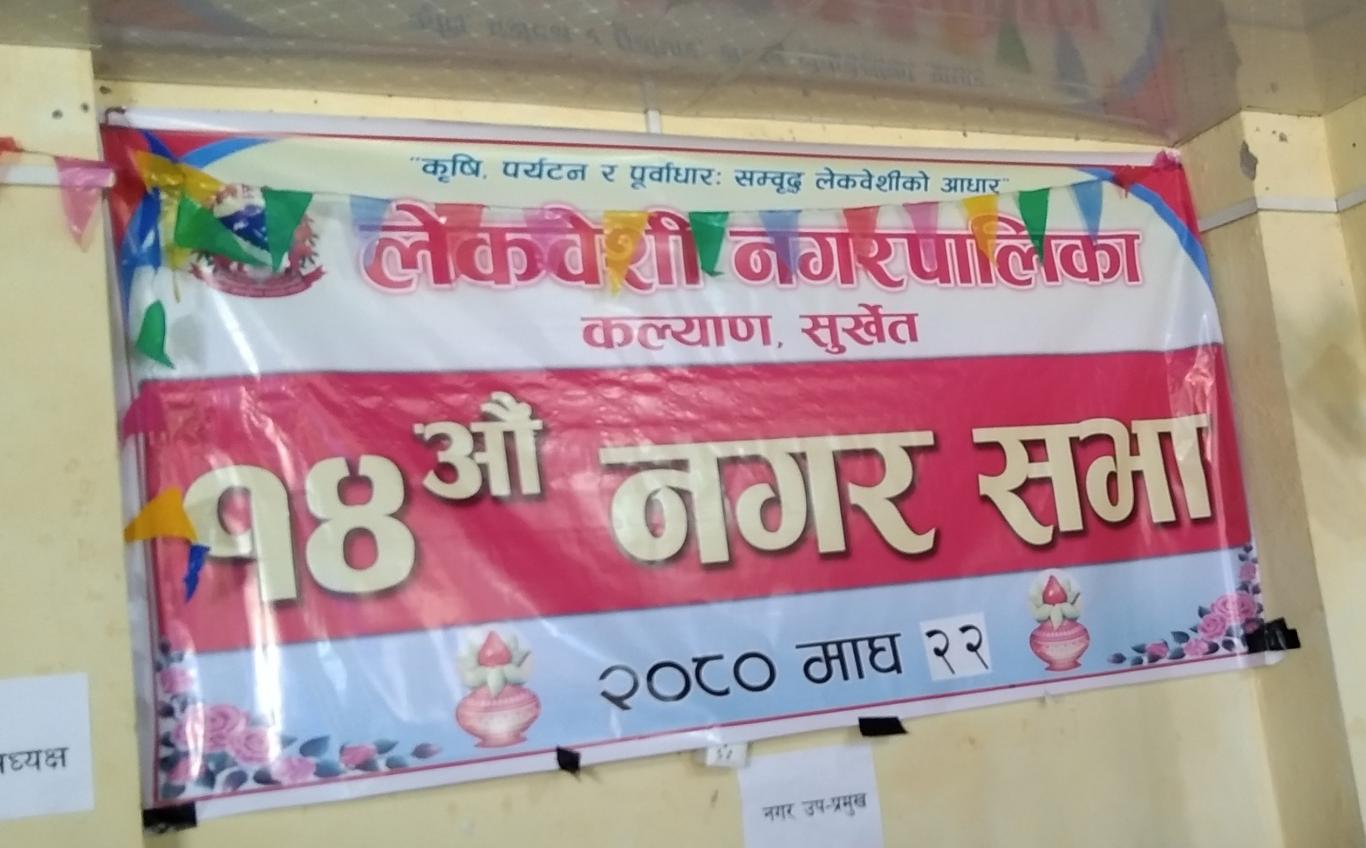 "कृषि, पर्यटन र पूर्वाधारः सम्वृद्ध लेकवेशीको आधार"
लेकवेशी नगरपालिका
कल्याण, सुर्खेत
१४औं नगर सभा
२०८० माघ २२
नगर उप-प्रमुख